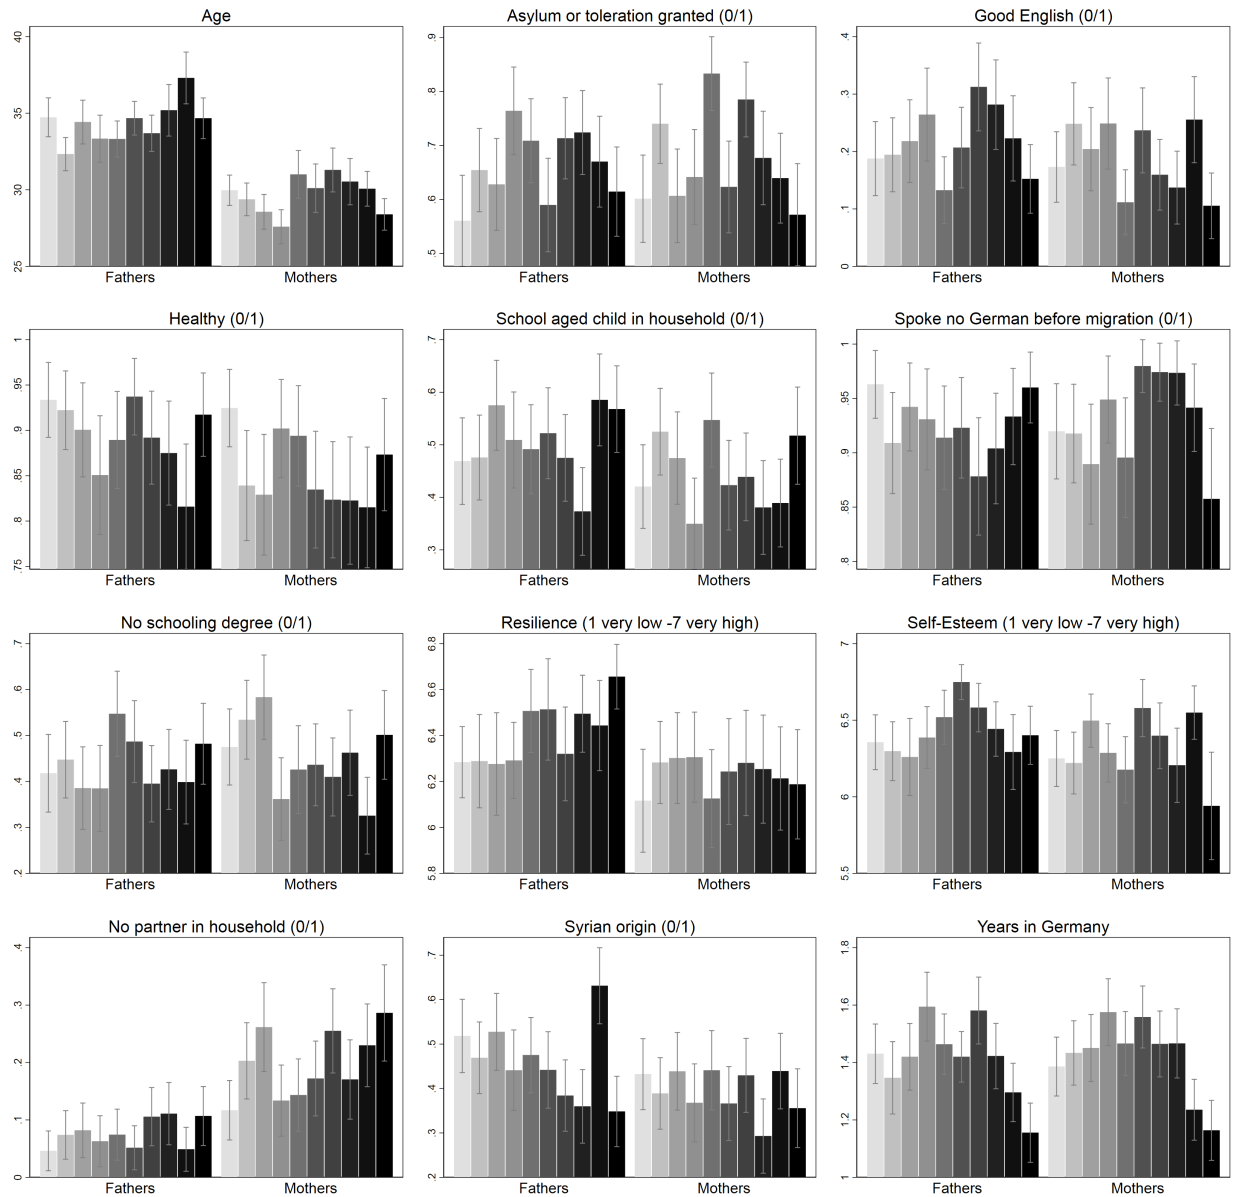 Age
40
35
30
25
Fathers
Mothers
Asylum or toleration granted (0/1)
.9
.8
.7
.6
.5
Fathers
Mothers
Good English (0/1)
.4
.3
.2
.1
0
Fathers
Mothers
Healthy (0/1)
1
.95
.9
.85
.8
.75
Fathers
Mothers
School aged child in household (0/1)
.7
.6
.5
.4
.3
Fathers
Mothers
Spoke no German before migration (0/1)
1
.95
.9
.85
.8
Fathers
Mothers
No schooling degree (0/1)
.7
.6
.5
.4
.3
.2
Fathers
Mothers
Resilience (1 very low -7 very high)
6.8
6.6
6.4
6.2
6
5.8
Fathers
Mothers
Self-Esteem (1 very low -7 very high)
7
6.5
6
5.5
Fathers
Mothers
No partner in household (0/1)
.4
.3
.2
.1
0
Fathers
Mothers
Syrian origin (0/1)
.7
.6
.5
.4
.3
.2
Fathers
Mothers
Years in Germany
1.8
1.6
1.4
1.2
1
Fathers
Mothers